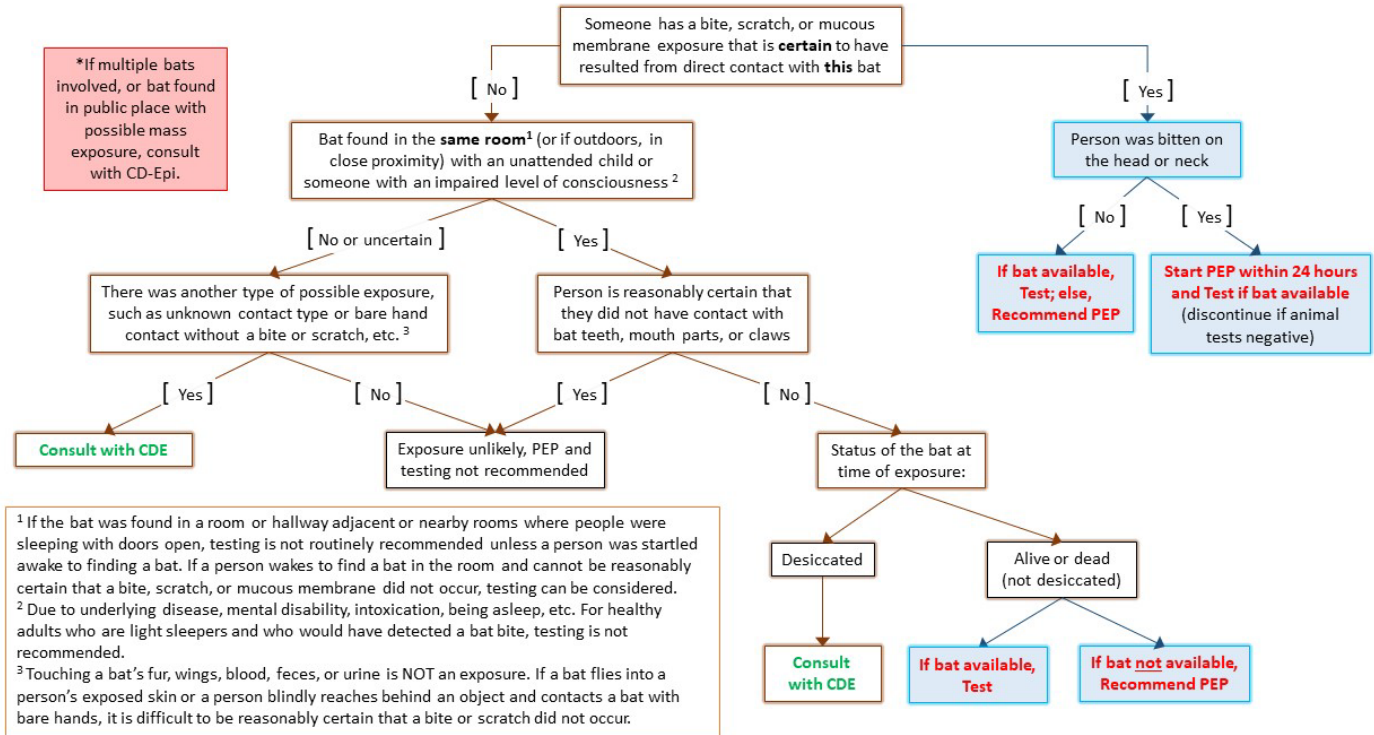 Someone has a bite, scratch, or mucous
membrane exposure that is certain to have
resulted from direct contact with this bat
*If multiple bats
involved, or bat found
in public place with
possible mass
exposure, consult
with CD-Epi.
[ No ]
[ Yes ]
Bat found in the same room¹ (or if outdoors, in
close proximity) with an unattended child or
someone with an impaired level of consciousness ²
Person was bitten on
the head or neck
[ No or uncertain ]
[ Yes ]
[ No ]
[ Yes ]
There was another type of possible exposure,
such as unknown contact type or bare hand
contact without a bite or scratch, etc. ³
Person is reasonably certain that
they did not have contact with
bat teeth, mouth parts, or claws
If bat available,
Test; else,
Recommend PEP
Start PEP within 24 hours
and Test if bat available
(discontinue if animal
tests negative)
[ Yes ]
[ No ]
[ Yes ]
[ No ]
Consult with CDE
Exposure unlikely, PEP and
testing not recommended
Status of the bat at
time of exposure:
Desiccated
Alive or dead
(not desiccated)
Consult
with CDE
If bat available,
Test
If bat not available,
Recommend PEP
¹ If the bat was found in a room or hallway adjacent or nearby rooms where people were
sleeping with doors open, testing is not routinely recommended unless a person was startled
awake to finding a bat. If a person wakes to find a bat in the room and cannot be reasonably
certain that a bite, scratch, or mucous membrane did not occur, testing can be considered.
² Due to underlying disease, mental disability, intoxication, being asleep, etc. For healthy
adults who are light sleepers and who would have detected a bat bite, testing is not
recommended.
³ Touching a bat's fur, wings, blood, feces, or urine is NOT an exposure. If a bat flies into a
person's exposed skin or a person blindly reaches behind an object and contacts a bat with
bare hands, it is difficult to be reasonably certain that a bite or scratch did not occur.